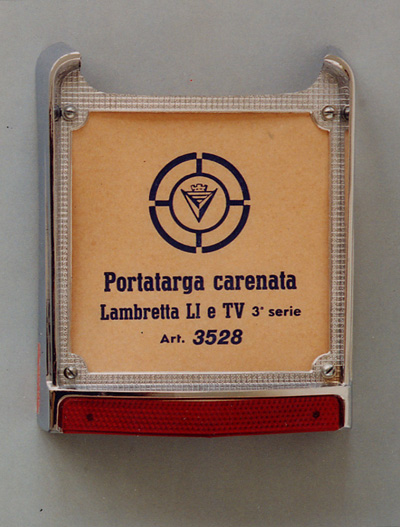 Portatarga carenata
Lambretta LI e TV 3ª serie
Art. 3528